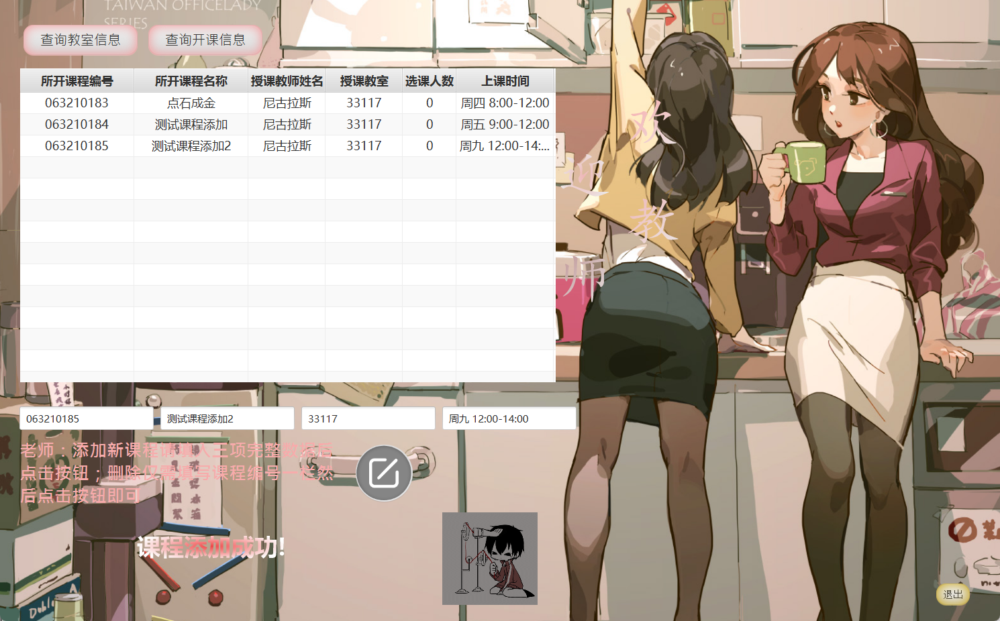 TAIWAN OFFICELADY
SERIES
查询教室信息 查询开课信息
所开课程编号 所开课程名称 授课教师姓名 授课教室 选课人数 上课时间
063210183 点石成金 尼古拉斯 33117 0 周四 8:00-12:00
063210184 测试课程添加 尼古拉斯 33117 0 周五 9:00-12:00
063210185 测试课程添加2 尼古拉斯 33117 0 周九 12:00-14:...
欢
迎
教
师
063210185 测试课程添加2 33117 周九 12:00-14:00
老师：添加新课程请填入三项完整数据后
点击按钮；删除仅需填写课程编号一栏然
后点击按钮即可
课程添加成功!
退出